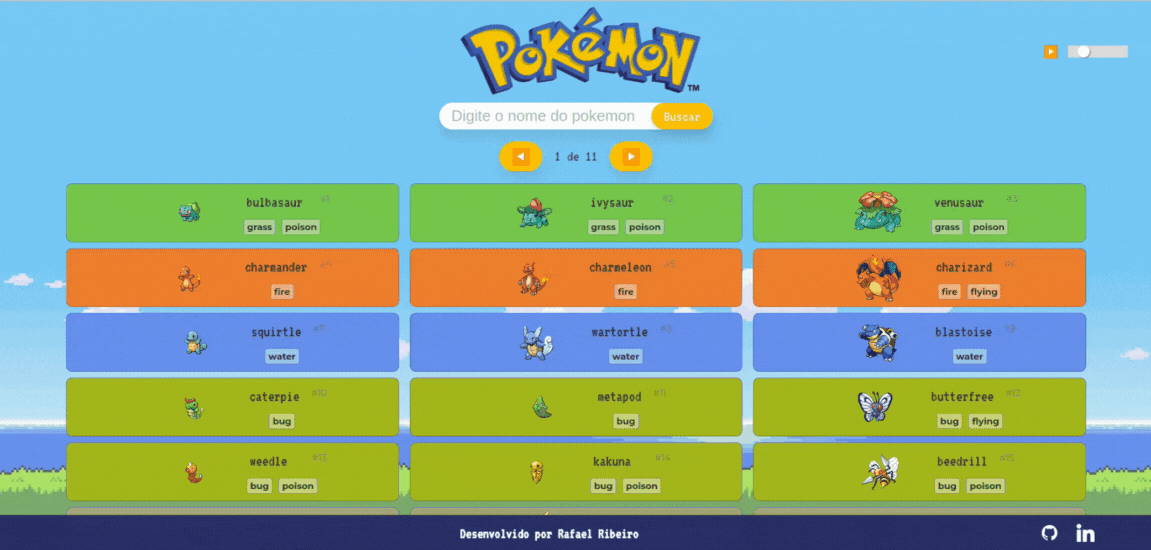 POKéMON™
Digite o nome do pokemon Buscar
1 de 11
bulbasaur #1 ivysaur #2 venusaur #3
grass poison grass poison grass poison
charmander #4 charmeleon #5 charizard #6
fire fire fire flying
squirtle #7 wartortle #8 blastoise #9
water water water
caterpie #10 metapod #11 butterfree #12
bug bug bug flying
weedle #13 kakuna #14 beedrill #15
bug poison bug poison bug poison
Desenvolvido por Rafael Ribeiro in